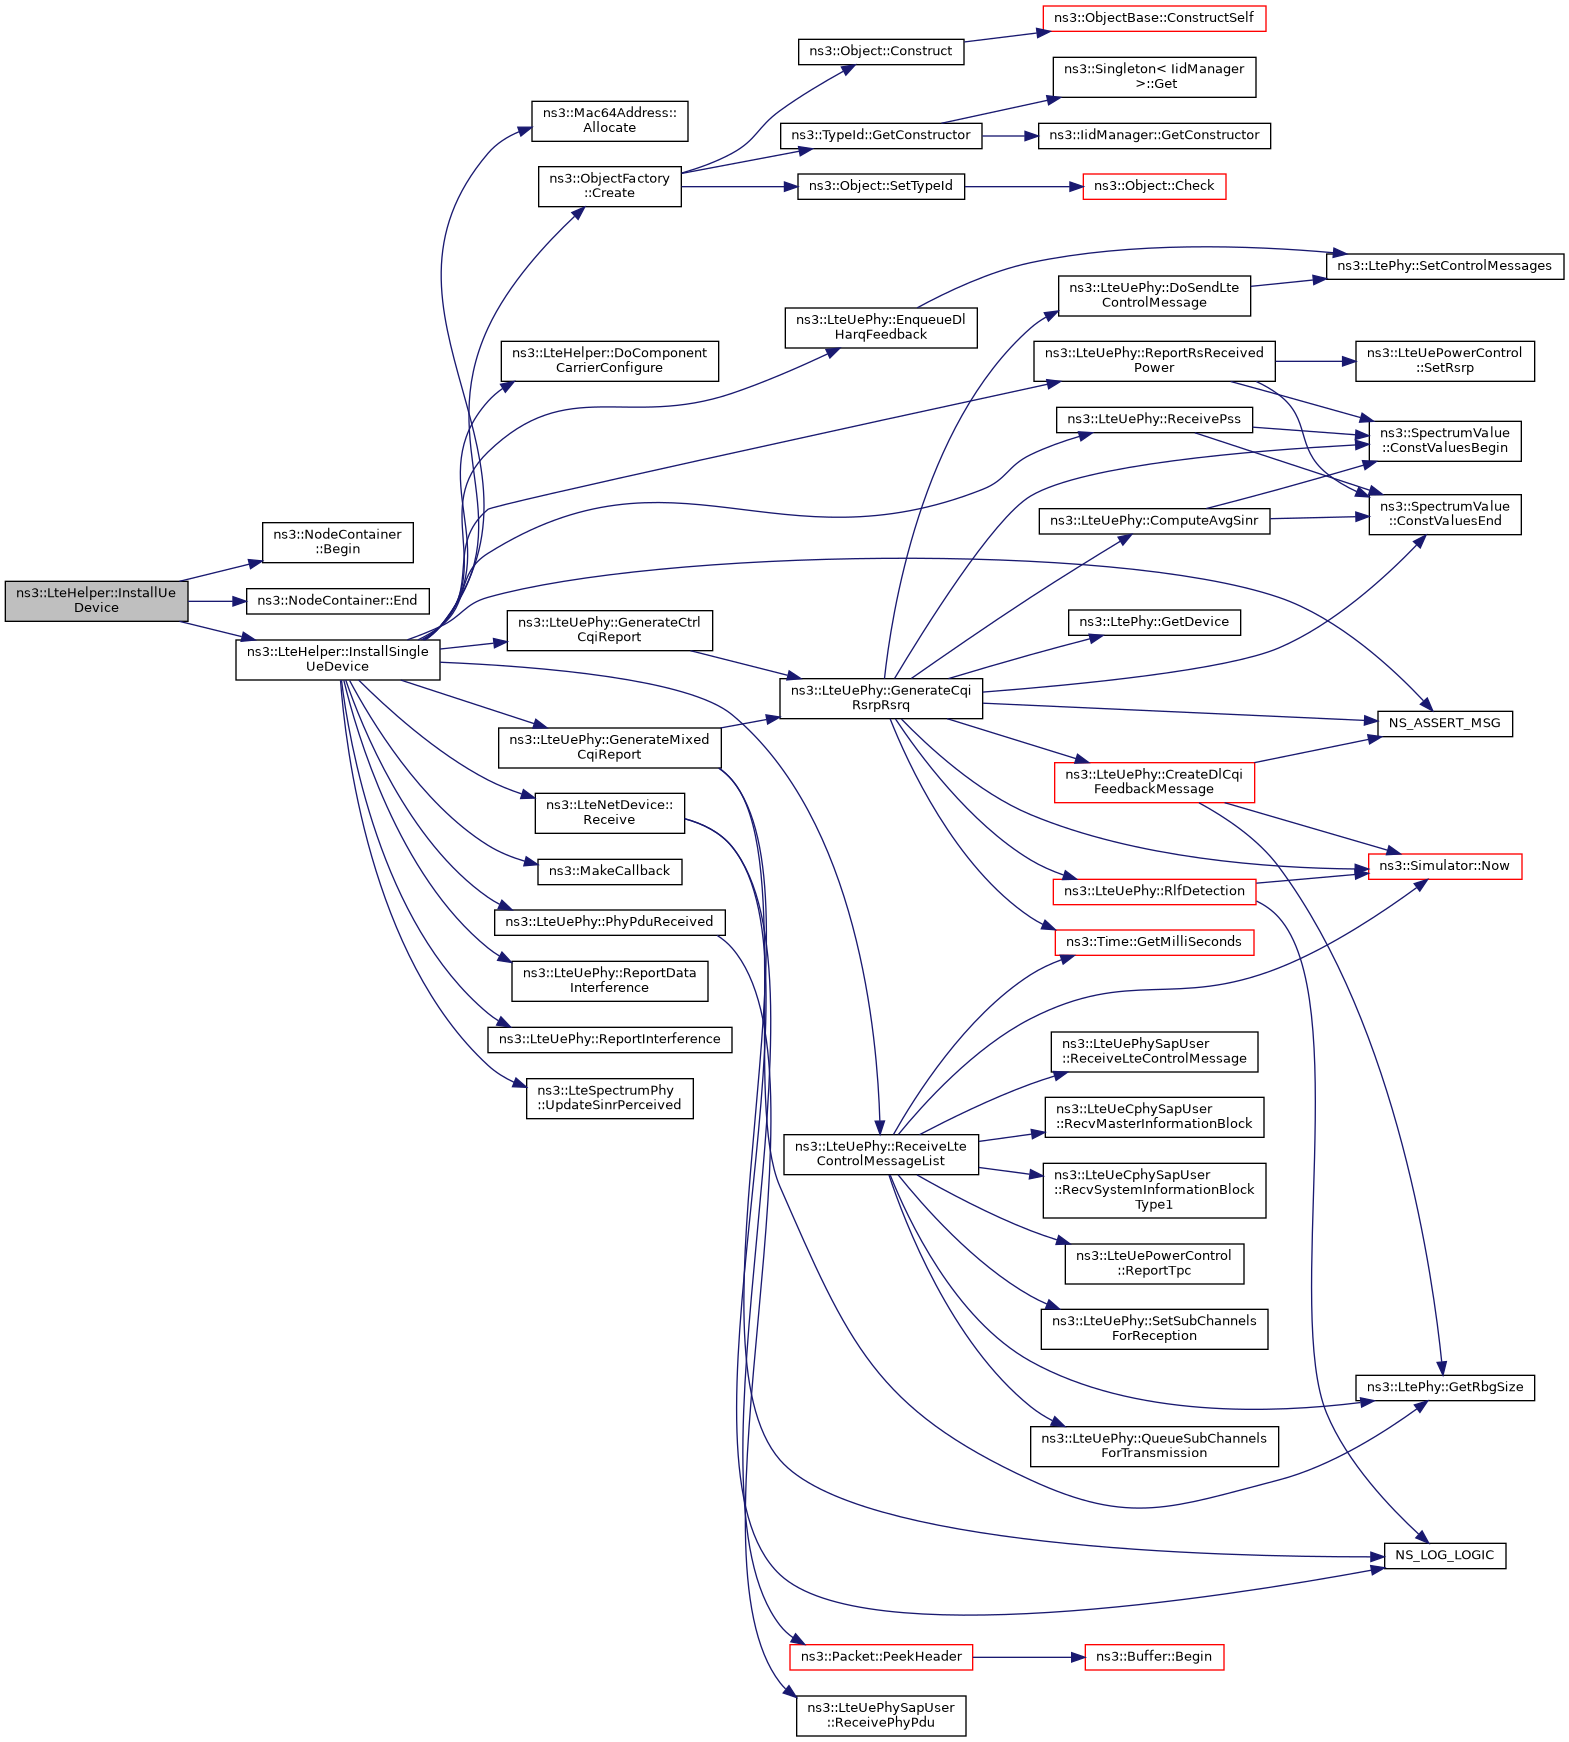 ns3::LteHelper::InstallUe
Device
ns3::NodeContainer
::Begin
ns3::NodeContainer::End
ns3::LteHelper::InstallSingle
UeDevice
ns3::Mac64Address::
Allocate
ns3::ObjectFactory
::Create
ns3::LteHelper::DoComponent
CarrierConfigure
ns3::LteUePhy::GenerateCtrl
CqiReport
ns3::LteUePhy::GenerateMixed
CqiReport
ns3::LteNetDevice::
Receive
ns3::MakeCallback
ns3::LteUePhy::PhyPduReceived
ns3::LteUePhy::ReportData
Interference
ns3::LteUePhy::ReportInterference
ns3::LteSpectrumPhy
::UpdateSinrPerceived
ns3::Object::Construct
ns3::TypeId::GetConstructor
ns3::Object::SetTypeId
ns3::LteUePhy::EnqueueDl
HarqFeedback
ns3::LteUePhy::GenerateCqi
RsrpRsrq
ns3::LteUePhy::ReceiveLte
ControlMessageList
ns3::Packet::PeekHeader
ns3::LteUePhySapUser
::ReceivePhyPdu
ns3::ObjectBase::ConstructSelf
ns3::Singleton< IidManager
>::Get
ns3::IidManager::GetConstructor
ns3::Object::Check
ns3::LteUePhy::DoSendLte
ControlMessage
ns3::LteUePhy::ReportRsReceived
Power
ns3::LteUePhy::ReceivePss
ns3::LteUePhy::ComputeAvgSinr
ns3::LtePhy::GetDevice
ns3::LteUePhy::CreateDlCqi
FeedbackMessage
ns3::LteUePhy::RlfDetection
ns3::Time::GetMilliSeconds
ns3::LteUePhySapUser
::ReceiveLteControlMessage
ns3::LteUeCphySapUser
::RecvMasterInformationBlock
ns3::LteUeCphySapUser
::RecvSystemInformationBlock
Type1
ns3::LteUePowerControl
::ReportTpc
ns3::LteUePhy::SetSubChannels
ForReception
ns3::LteUePhy::QueueSubChannels
ForTransmission
ns3::Buffer::Begin
ns3::LtePhy::SetControlMessages
ns3::LteUePowerControl
::SetRsrp
ns3::SpectrumValue
::ConstValuesBegin
ns3::SpectrumValue
::ConstValuesEnd
NS_ASSERT_MSG
ns3::Simulator::Now
ns3::LtePhy::GetRbgSize
NS_LOG_LOGIC